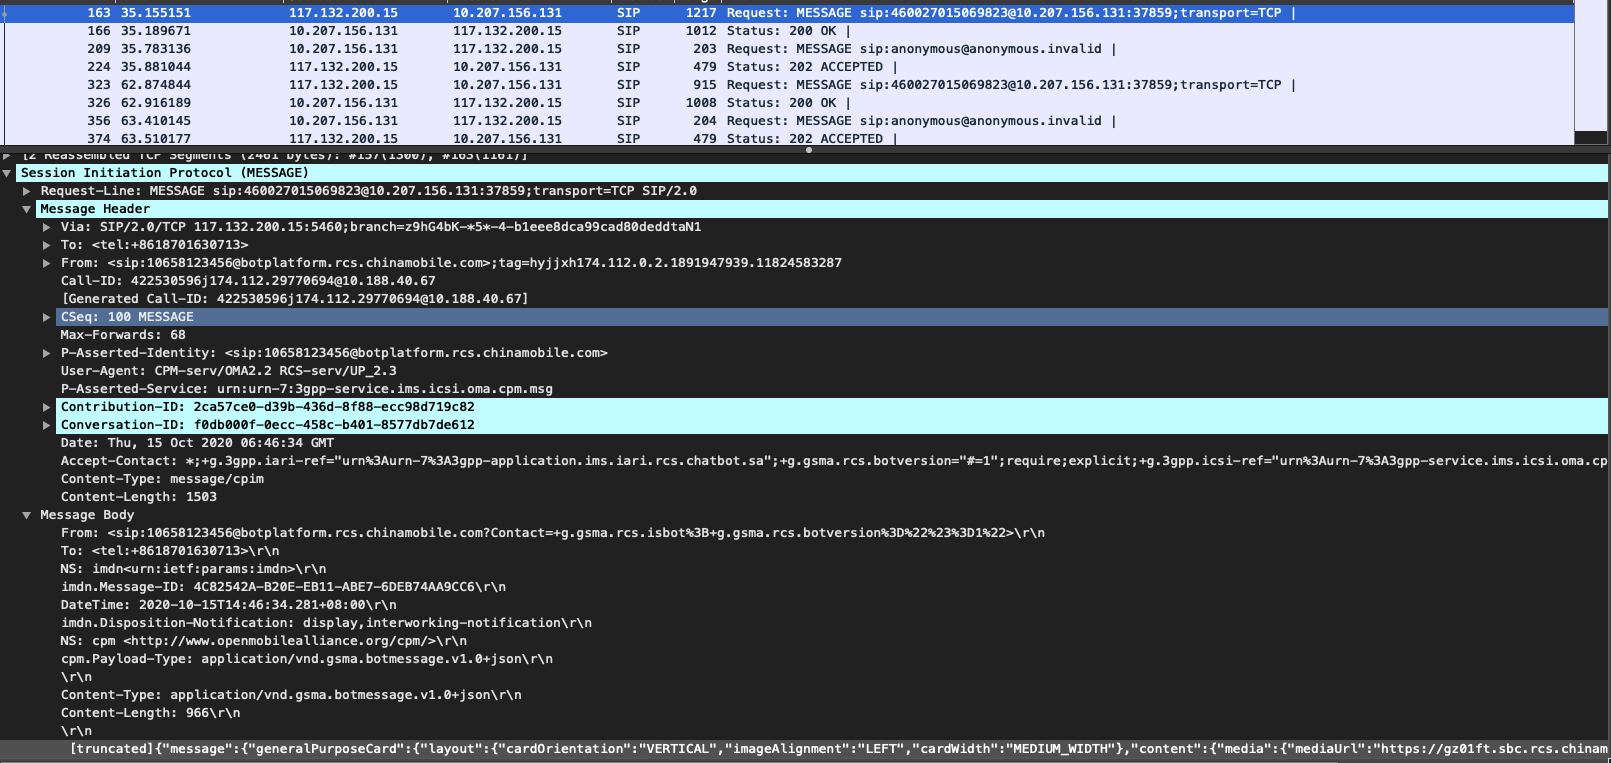 163 35.155151 117.132.200.15 10.207.156.131 SIP 1217 Request: MESSAGE sip:460027015069823@10.207.156.131:37859;transport=TCP |
166 35.189671 10.207.156.131 117.132.200.15 SIP 1012 Status: 200 OK |
209 35.783136 10.207.156.131 117.132.200.15 SIP 203 Request: MESSAGE sip:anonymous@anonymous.invalid |
224 35.881044 117.132.200.15 10.207.156.131 SIP 479 Status: 202 ACCEPTED |
323 62.874844 117.132.200.15 10.207.156.131 SIP 915 Request: MESSAGE sip:460027015069823@10.207.156.131:37859;transport=TCP |
326 62.916189 10.207.156.131 117.132.200.15 SIP 1008 Status: 200 OK |
356 63.410145 10.207.156.131 117.132.200.15 SIP 204 Request: MESSAGE sip:anonymous@anonymous.invalid |
374 63.510177 117.132.200.15 10.207.156.131 SIP 479 Status: 202 ACCEPTED |
[2 Reassembled TCP Segments (2461 bytes): #157(1300), #163(1161)]
Session Initiation Protocol (MESSAGE)
Request-Line: MESSAGE sip:460027015069823@10.207.156.131:37859;transport=TCP SIP/2.0
Message Header
Via: SIP/2.0/TCP 117.132.200.15:5460;branch=z9hG4bK-*5*-4-b1eee8dca99cad80deddtaN1
To: <tel:+8618701630713>
From: <sip:10658123456@botplatform.rcs.chinamobile.com>;tag=hyjjxh174.112.0.2.1891947939.11824583287
Call-ID: 422530596j174.112.29770694@10.188.40.67
[Generated Call-ID: 422530596j174.112.29770694@10.188.40.67]
CSeq: 100 MESSAGE
Max-Forwards: 68
P-Asserted-Identity: <sip:10658123456@botplatform.rcs.chinamobile.com>
User-Agent: CPM-serv/OMA2.2 RCS-serv/UP_2.3
P-Asserted-Service: urn:urn-7:3gpp-service.ims.icsi.oma.cpm.msg
Contribution-ID: 2ca57ce0-d39b-436d-8f88-ecc98d719c82
Conversation-ID: f0db000f-0ecc-458c-b401-8577db7de612
Date: Thu, 15 Oct 2020 06:46:34 GMT
Accept-Contact: *;+g.3gpp.iari-ref="urn%3Aurn-7%3A3gpp-application.ims.iari.rcs.chatbot.sa";+g.gsma.rcs.botversion="#=1";require;explicit;+g.3gpp.icsi-ref="urn%3Aurn-7%3A3gpp-service.ims.icsi.oma.cp
Content-Type: message/cpim
Content-Length: 1503
Message Body
From: <sip:10658123456@botplatform.rcs.chinamobile.com?Contact=+g.gsma.rcs.isbot%3B+g.gsma.rcs.botversion%3D%22%23%3D1%22>\r\n
To: <tel:+8618701630713>\r\n
NS: imdn<urn:ietf:params:imdn>\r\n
imdn.Message-ID: 4C82542A-B20E-EB11-ABE7-6DEB74AA9CC6\r\n
DateTime: 2020-10-15T14:46:34.281+08:00\r\n
imdn.Disposition-Notification: display,interworking-notification\r\n
NS: cpm <http://www.openmobilealliance.org/cpm/>\r\n
cpm.Payload-Type: application/vnd.gsma.botmessage.v1.0+json\r\n
\r\n
Content-Type: application/vnd.gsma.botmessage.v1.0+json\r\n
Content-Length: 966\r\n
\r\n
[truncated]{"message":{"generalPurposeCard":{"layout":{"cardOrientation":"VERTICAL","imageAlignment":"LEFT","cardWidth":"MEDIUM_WIDTH"},"content":{"media":{"mediaUrl":"https://gz01ft.sbc.rcs.chinam